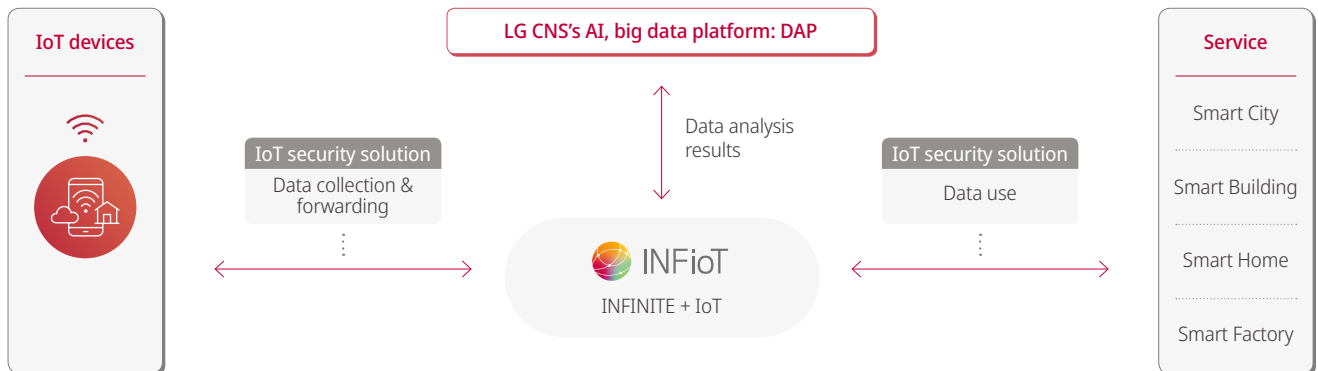 IoT devices
LG CNS's AI, big data platform: DAP
Data analysis
results
IoT security solution
Data collection &
forwarding
IoT security solution
Data use
INFioT
INFINITE + IoT
Service
Smart City
Smart Building
Smart Home
Smart Factory